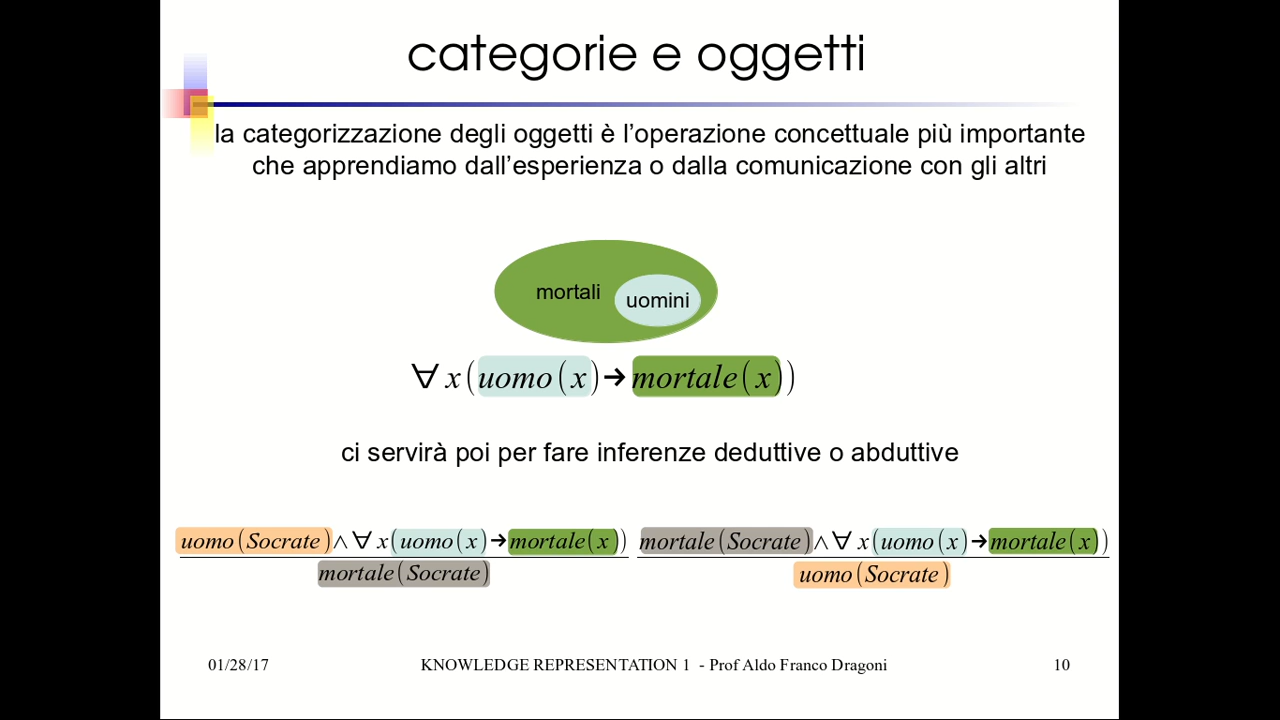 categorie e oggetti
la categorizzazione degli oggetti è l’operazione concettuale più importante
che apprendiamo dall’esperienza o dalla comunicazione con gli altri
mortali
uomini
∀ x(uomo(x)→mortale(x))
ci servirà poi per fare inferenze deduttive o abduttive
uomo(Socrate)∧∀ x(uomo(x)→mortale(x))
mortale(Socrate)
mortale(Socrate)∧∀ x(uomo(x)→mortale(x))
uomo(Socrate)
01/28/17
KNOWLEDGE REPRESENTATION 1 - Prof Aldo Franco Dragoni
10